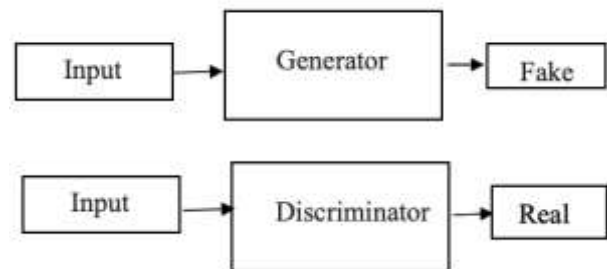 Input
Generator
Fake
Input
Discriminator
Real